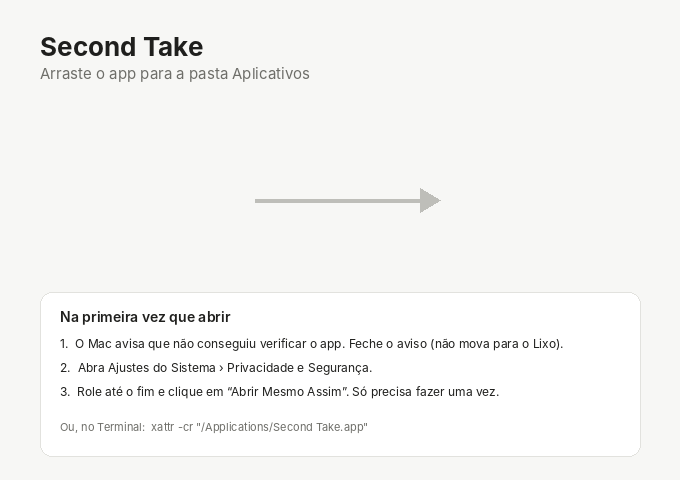 Second Take
Arraste o app para a pasta Aplicativos
Na primeira vez que abrir
1. O Mac avisa que não conseguiu verificar o app. Feche o aviso (não mova para o Lixo).
2. Abra Ajustes do Sistema › Privacidade e Segurança.
3. Role até o fim e clique em “Abrir Mesmo Assim”. Só precisa fazer uma vez.
Ou, no Terminal: xattr -cr "/Applications/Second Take.app"